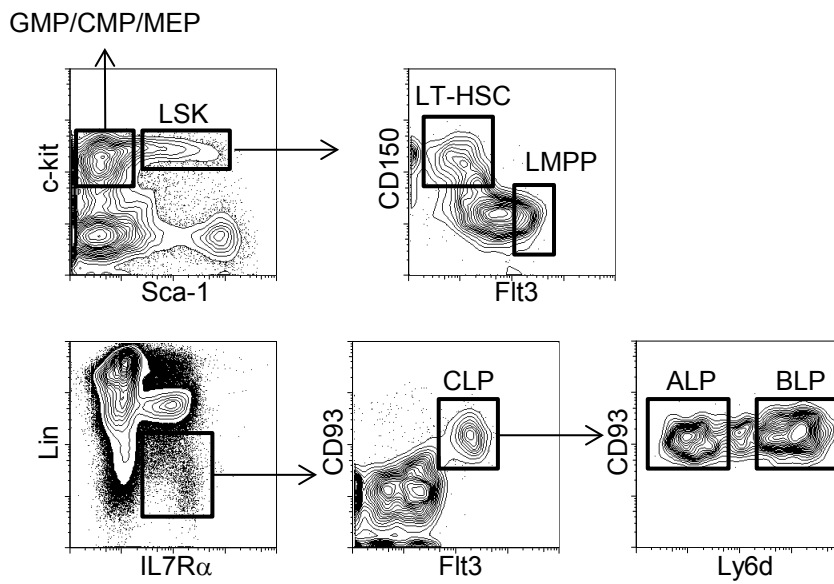 GMP/CMP/MEP
LSK
c-kit
Sca-1
LT-HSC
LMPP
CD150
Flt3
Lin
IL7Rα
CLP
CD93
Flt3
ALP
BLP
CD93
Ly6d